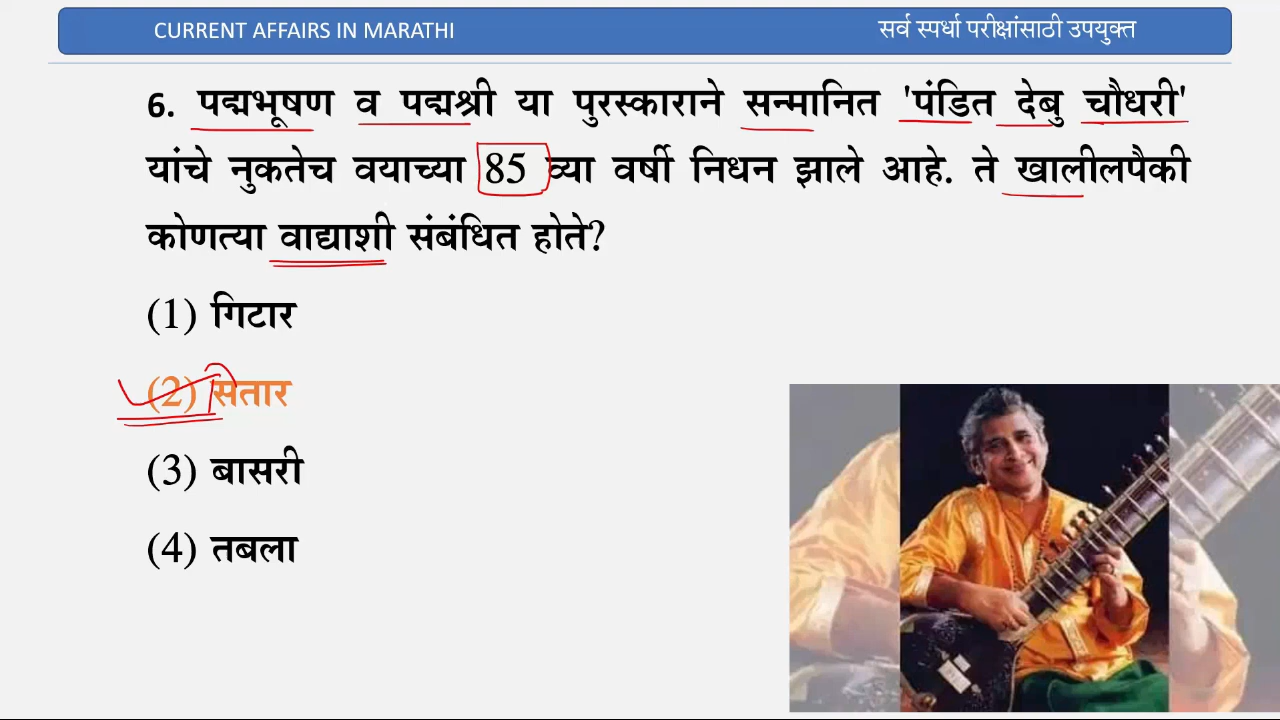 CURRENT AFFAIRS IN MARATHI
सर्व स्पर्धा परीक्षांसाठी उपयुक्त
6. पद्मभूषण व पद्मश्री या पुरस्काराने सन्मानित 'पंडित देबु चौधरी'
यांचे नुकतेच वयाच्या 85 व्या वर्षी निधन झाले आहे. ते खालीलपैकी
कोणत्या वाद्याशी संबंधित होते?
(1) गिटार
(2) सतार
(3) बासरी
(4) तबला